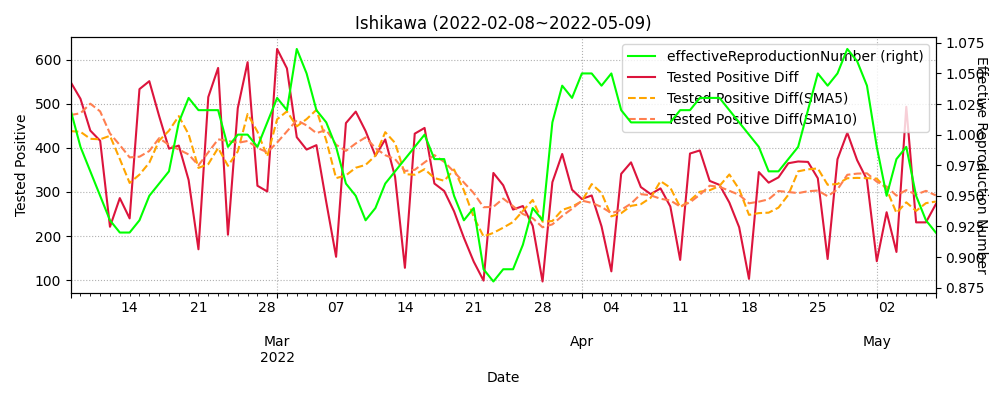 Ishikawa (2022-02-08~2022-05-09)
effectiveReproductionNumber (right)
Tested Positive Diff
Tested Positive Diff(SMA5)
Tested Positive Diff(SMA10)
Tested Positive
600
500
400
300
200
100
1.075
1.050
1.025
1.000
0.975
0.950
0.925
0.900
0.875
Effective Reproduction Number
14 21 28 07 14 21 28 04 11 18 25 02
Mar Apr May
2022
Date